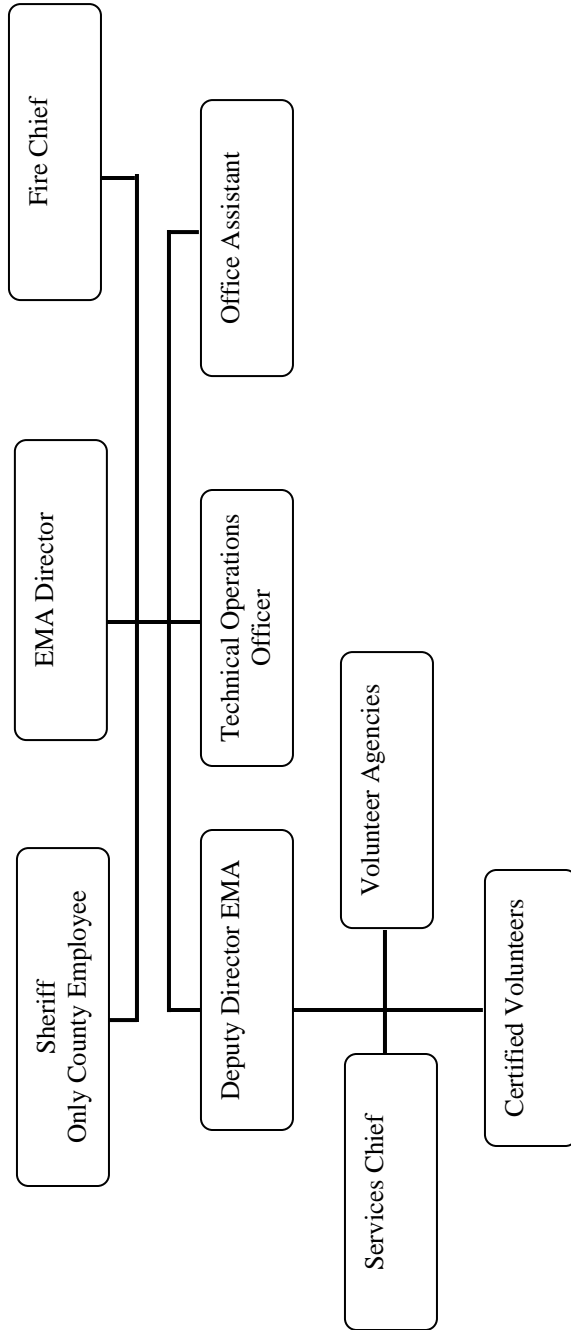 Sheriff
Only County Employee
EMA Director
Fire Chief
Deputy Director EMA
Technical Operations
Officer
Office Assistant
Services Chief
Volunteer Agencies
Certified Volunteers